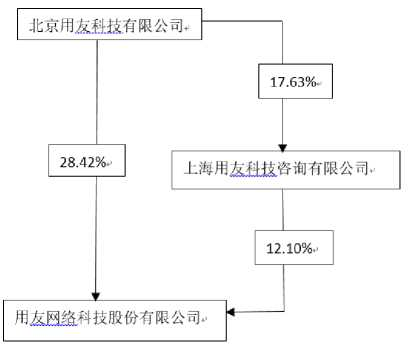 北京用友科技有限公司
17.63%
28.42%
上海用友科技咨询有限公司
12.10%
用友网络科技股份有限公司